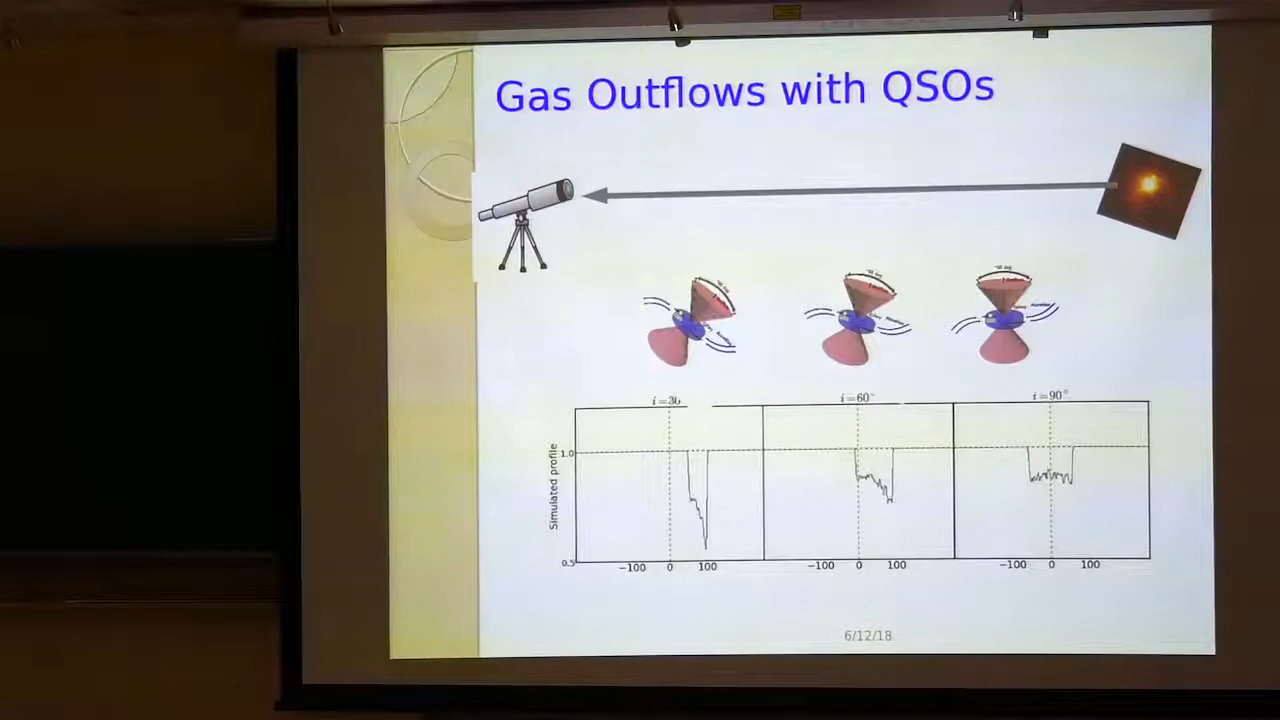 Gas Outflows with QSOs
i=30
i=60°
i=90°
Simulated profile
1.0
0.5
−100 0 100
−100 0 100
−100 0 100
6/12/18